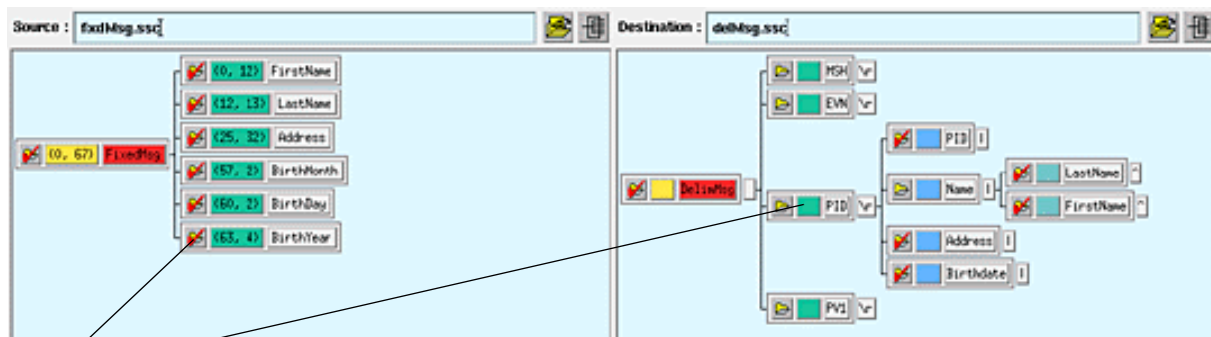 Source : fixdMsg.ssc
(0, 67) FixedMsg
(0, 12) FirstName
(12, 13) LastName
(25, 32) Address
(57, 2) BirthMonth
(60, 2) BirthDay
(63, 4) BirthYear
Destination : delMsg.ssc
DelimMsg
MSH \r
EVN \r
PID \r
PID |
Name |
LastName ^
FirstName ^
Address |
Birthdate |
PV1 \r